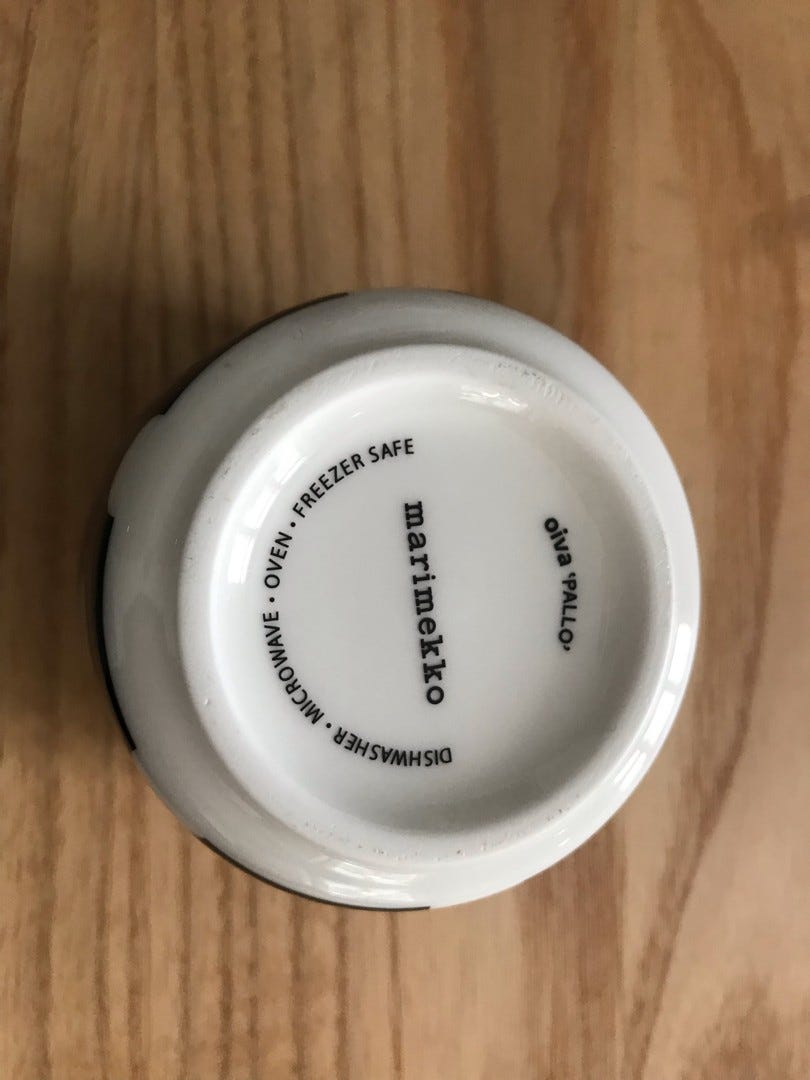 oiva ‘PALLO’
marimekko
DISHWASHER • MICROWAVE • OVEN • FREEZER SAFE